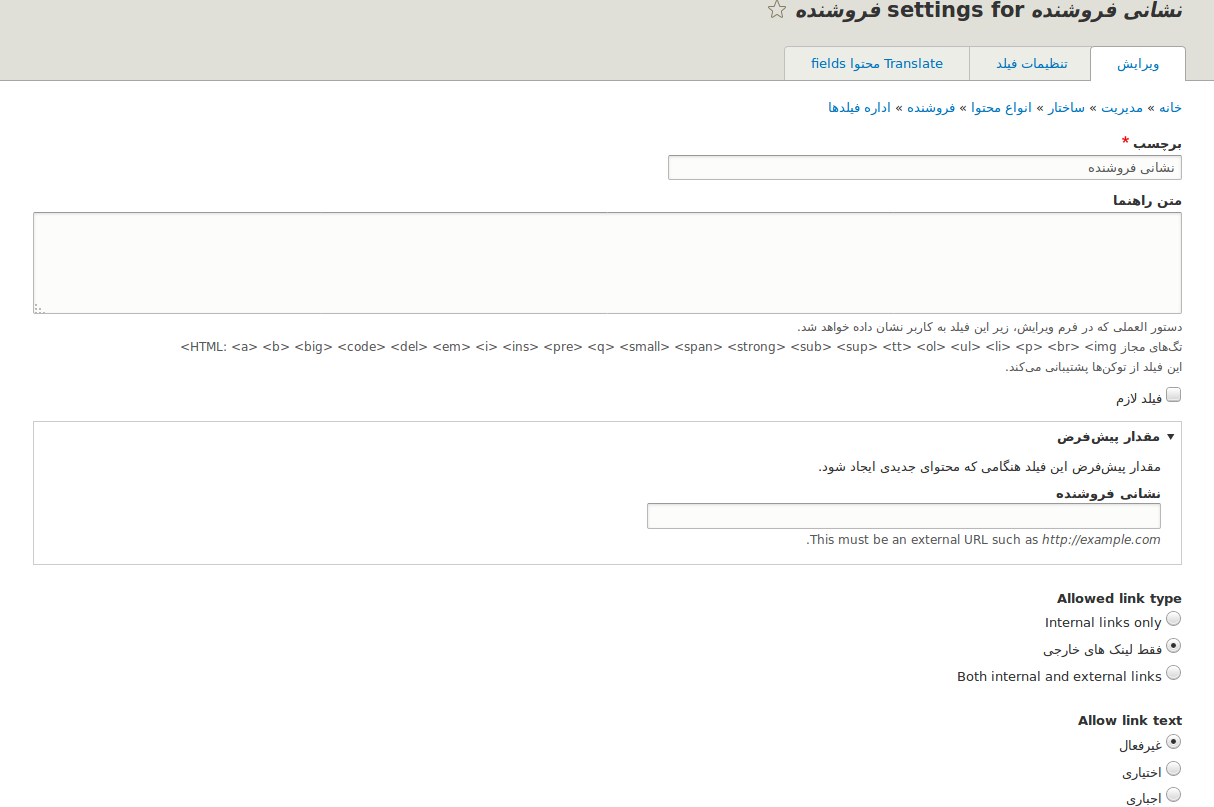 نشانی فروشنده settings for فروشنده
ویرایش
تنظیمات فیلد
Translate محتوا fields
خانه » مدیریت » ساختار » انواع محتوا » فروشنده » اداره فیلدها
برچسب *
نشانی فروشنده
متن راهنما
دستور العملی که در فرم ویرایش، زیر این فیلد به کاربر نشان داده خواهد شد.
تگ‌های مجاز HTML: <a> <b> <big> <code> <del> <em> <i> <ins> <pre> <q> <small> <span> <strong> <sub> <sup> <tt> <ol> <ul> <li> <p> <br> <img>
این فیلد از توکن‌ها پشتیبانی می‌کند.
فیلد لازم
▼ مقدار پیش‌فرض
مقدار پیش‌فرض این فیلد هنگامی که محتوای جدیدی ایجاد شود.
نشانی فروشنده
This must be an external URL such as http://example.com.
Allowed link type
Internal links only
فقط لینک های خارجی
Both internal and external links
Allow link text
غیرفعال
اختیاری
اجباری